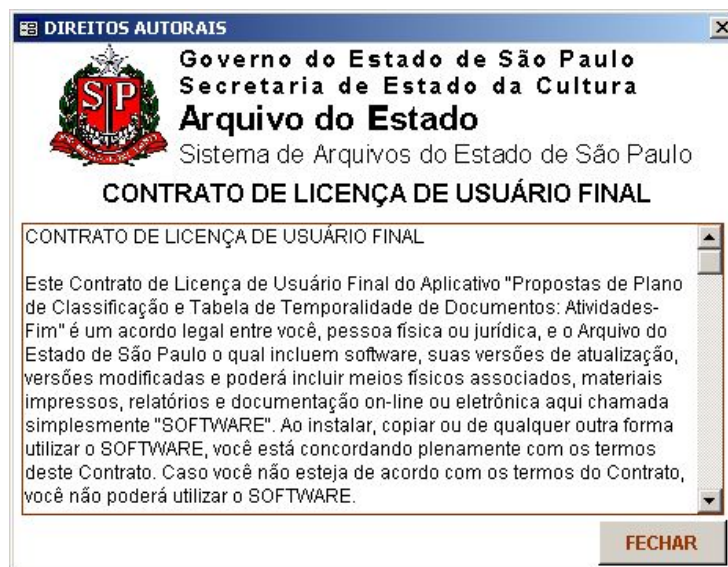 DIREITOS AUTORAIS
Governo do Estado de São Paulo
Secretaria de Estado da Cultura
Arquivo do Estado
Sistema de Arquivos do Estado de São Paulo
SP
CONTRATO DE LICENÇA DE USUÁRIO FINAL
CONTRATO DE LICENÇA DE USUÁRIO FINAL
Este Contrato de Licença de Usuário Final do Aplicativo "Propostas de Plano
de Classificação e Tabela de Temporalidade de Documentos: Atividades-
Fim" é um acordo legal entre você, pessoa física ou jurídica, e o Arquivo do
Estado de São Paulo o qual incluem software, suas versões de atualização,
versões modificadas e poderá incluir meios físicos associados, materiais
impressos, relatórios e documentação on-line ou eletrônica aqui chamada
simplesmente "SOFTWARE". Ao instalar, copiar ou de qualquer outra forma
utilizar o SOFTWARE, você está concordando plenamente com os termos
deste Contrato. Caso você não esteja de acordo com os termos do Contrato,
você não poderá utilizar o SOFTWARE.
FECHAR